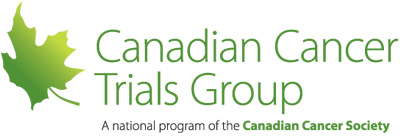 Canadian Cancer
Trials Group
A national program of the Canadian Cancer Society